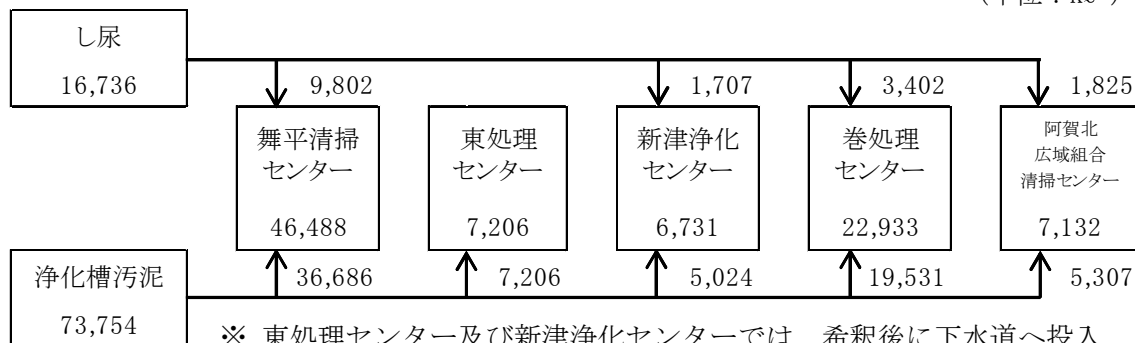 し尿
16,736
9,802
1,707
3,402
1,825
舞平清掃
センター
46,488
東処理
センター
7,206
新津浄化
センター
6,731
巻処理
センター
22,933
阿賀北
広域組合
清掃センター
7,132
浄化槽汚泥
73,754
36,686
7,206
5,024
19,531
5,307
※ 東処理センター及び新津浄化センターでは、希釈後に下水道へ投入